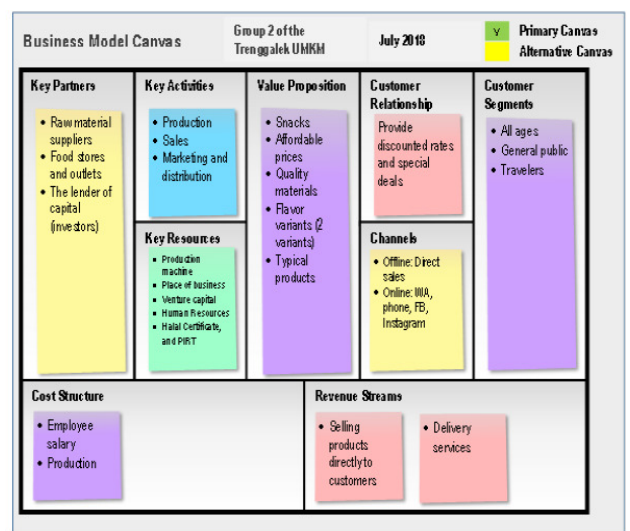 Business Model Canvas
Group 2 of the
Trenggalek UMKM
July 2018
Y
Primary Canvas
Alternative Canvas
Key Partners
• Raw material
suppliers
• Food stores
and outlets
• The lender of
capital
(investors)
Key Activities
• Production
• Sales
• Marketing and
distribution
Key Resources
• Production
machine
• Place of business
• Venture capital
• Human Resources
• Halal Certificate,
and PIRT
Value Proposition
• Snacks
• Affordable
prices
• Quality
materials
• Flavor
variants (2
variants)
• Typical
products
Customer
Relationship
Provide
discounted rates
and special
deals
Channels
• Offline: Direct
sales
• Online: WA,
phone, FB,
Instagram
Customer
Segments
• All ages
• General public
• Travelers
Cost Structure
• Employee
salary
• Production
Revenue Streams
• Selling
products
directly to
customers
• Delivery
services